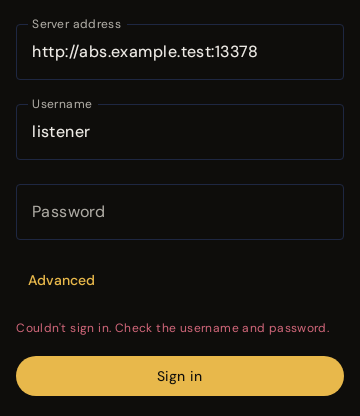 Server address
http://abs.example.test:13378
Username
listener
Password
Advanced
Couldn't sign in. Check the username and password.
Sign in